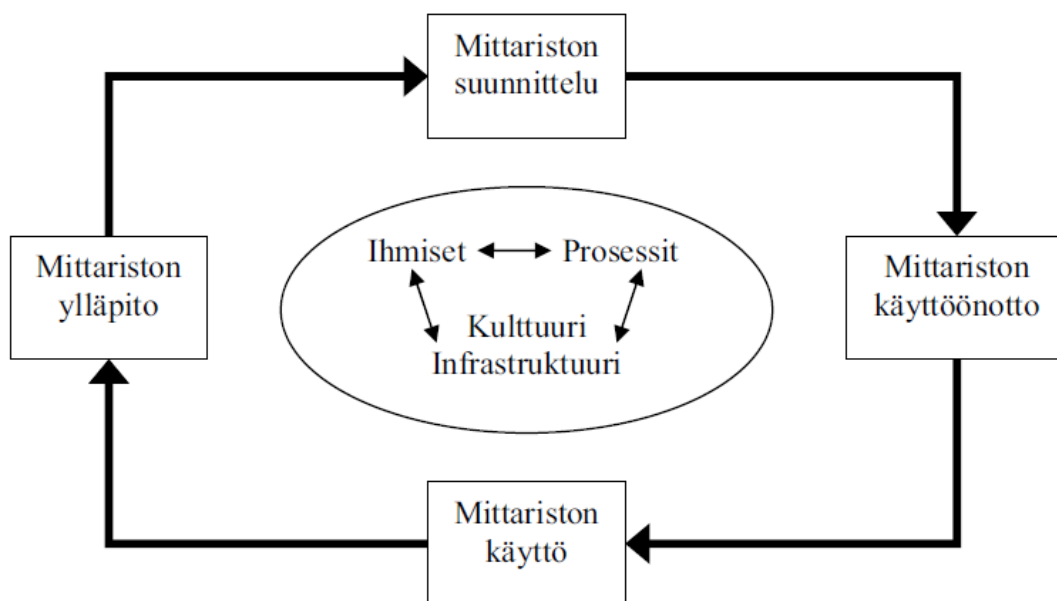 Mittariston
suunnittelu
Ihmiset
Prosessit
Mittariston
ylläpito
Mittariston
käyttöönotto
Kulttuuri
Infrastruktuuri
Mittariston
käyttö